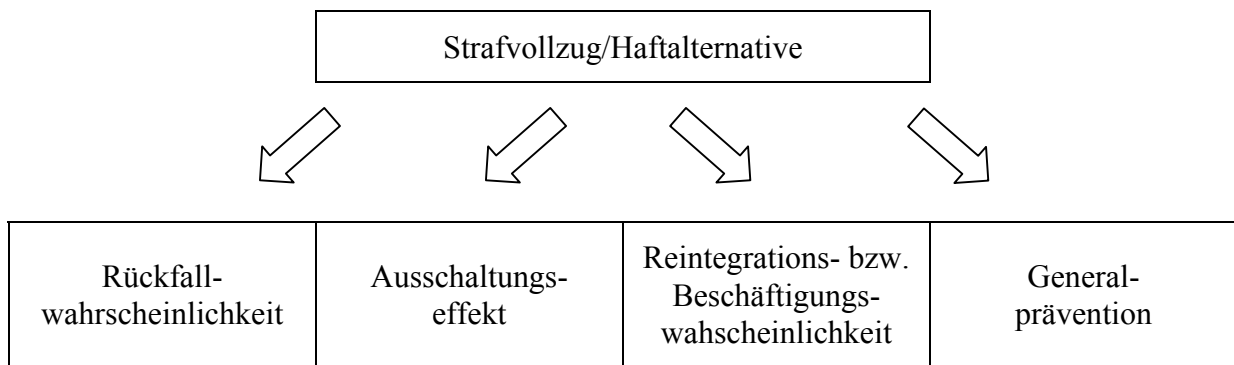 Strafvollzug/Haftalternative
Rückfall-
wahrscheinlichkeit
Ausschaltungs-
effekt
Reintegrations- bzw.
Beschäftigungs-
wahscheinlichkeit
General-
prävention